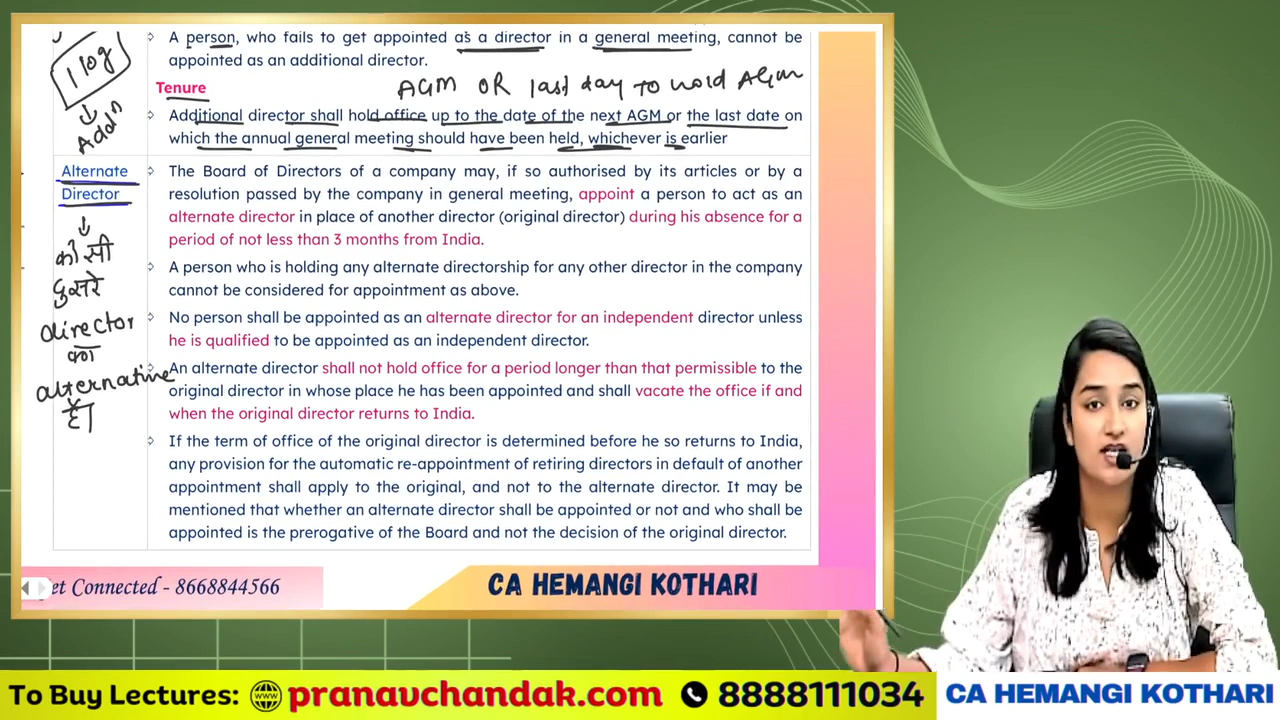 A person, who fails to get appointed as a director in a general meeting, cannot be
appointed as an additional director.
1 log
Addn
Tenure
AGM OR last day to hold AGM
Additional director shall hold office up to the date of the next AGM or the last date on
which the annual general meeting should have been held, whichever is earlier
Alternate
Director
कोसी
दुसरे
director
का
alternative
है।
The Board of Directors of a company may, if so authorised by its articles or by a
resolution passed by the company in general meeting, appoint a person to act as an
alternate director in place of another director (original director) during his absence for a
period of not less than 3 months from India.
A person who is holding any alternate directorship for any other director in the company
cannot be considered for appointment as above.
No person shall be appointed as an alternate director for an independent director unless
he is qualified to be appointed as an independent director.
An alternate director shall not hold office for a period longer than that permissible to the
original director in whose place he has been appointed and shall vacate the office if and
when the original director returns to India.
If the term of office of the original director is determined before he so returns to India,
any provision for the automatic re-appointment of retiring directors in default of another
appointment shall apply to the original, and not to the alternate director. It may be
mentioned that whether an alternate director shall be appointed or not and who shall be
appointed is the prerogative of the Board and not the decision of the original director.
et Connected - 8668844566
CA HEMANGI KOTHARI
To Buy Lectures: pranavchandak.com 8888111034 CA HEMANGI KOTHARI